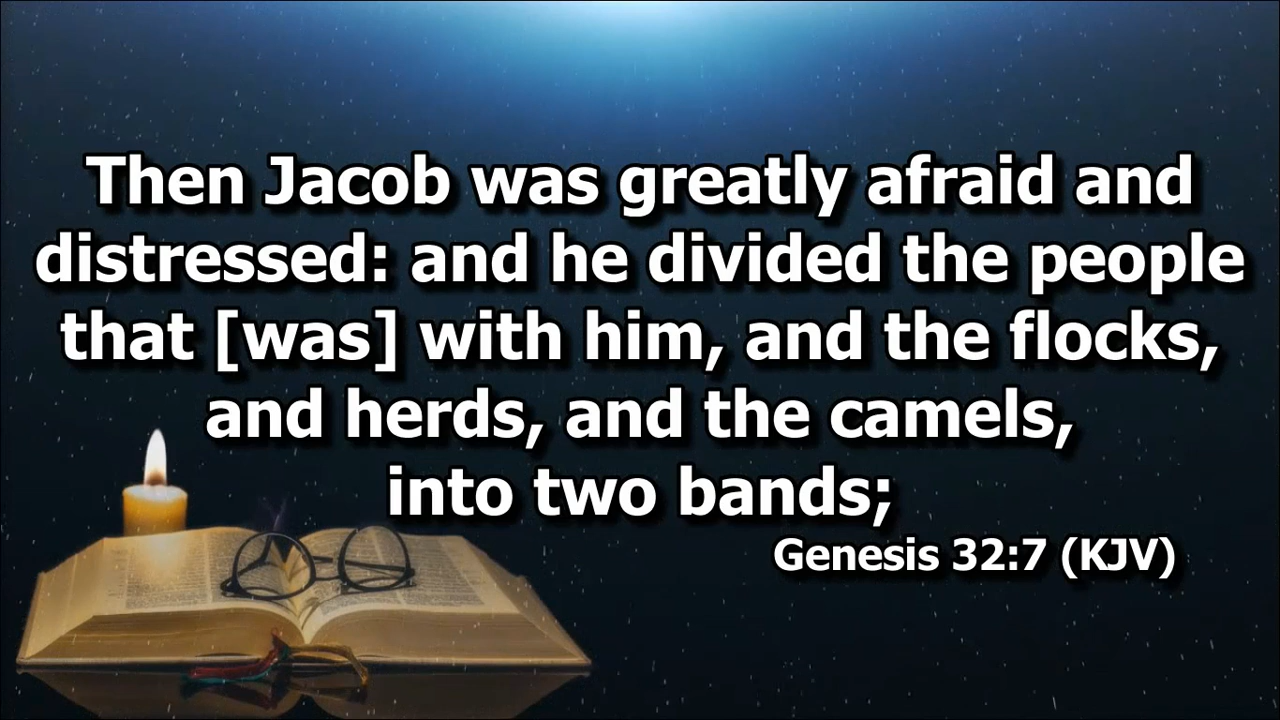 Then Jacob was greatly afraid and
distressed: and he divided the people
that [was] with him, and the flocks,
and herds, and the camels,
into two bands;
Genesis 32:7 (KJV)